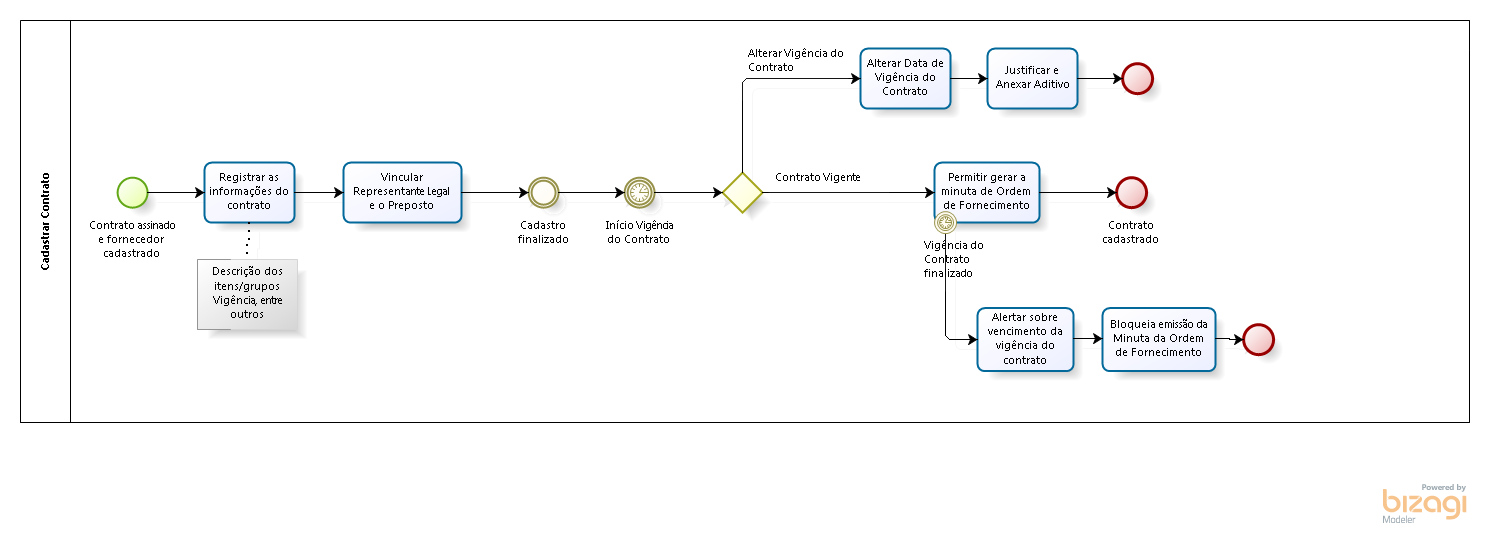 Cadastrar Contrato
Contrato assinado
e fornecedor
cadastrado
Registrar as
informações do
contrato
Descrição dos
itens/grupos
Vigência, entre
outros
Vincular
Representante Legal
e o Preposto
Cadastro
finalizado
Início Vigência
do Contrato
Alterar Vigência do
Contrato
Alterar Data de
Vigência do
Contrato
Justificar e
Anexar Aditivo
Contrato Vigente
Permitir gerar a
minuta de Ordem
de Fornecimento
Contrato
cadastrado
Vigência do
Contrato
finalizado
Alertar sobre
vencimento da
vigência do
contrato
Bloqueia emissão da
Minuta da Ordem
de Fornecimento
Powered by
bizagi
Modeler